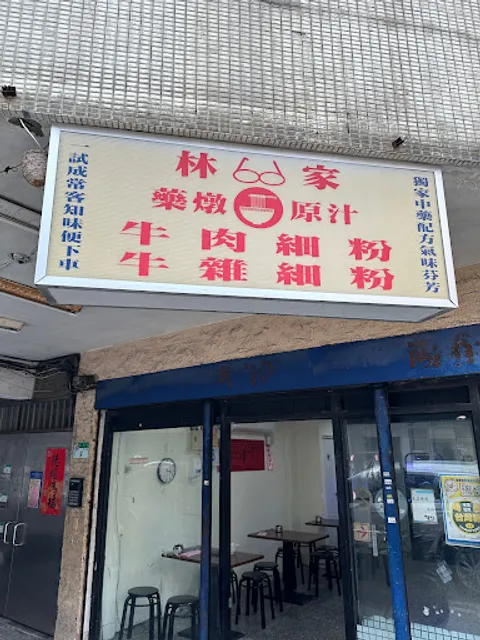 林家
藥燉原汁
牛肉細粉
牛雜細粉
獨家中藥配方氣味芬芳
一試成常客知味便下車